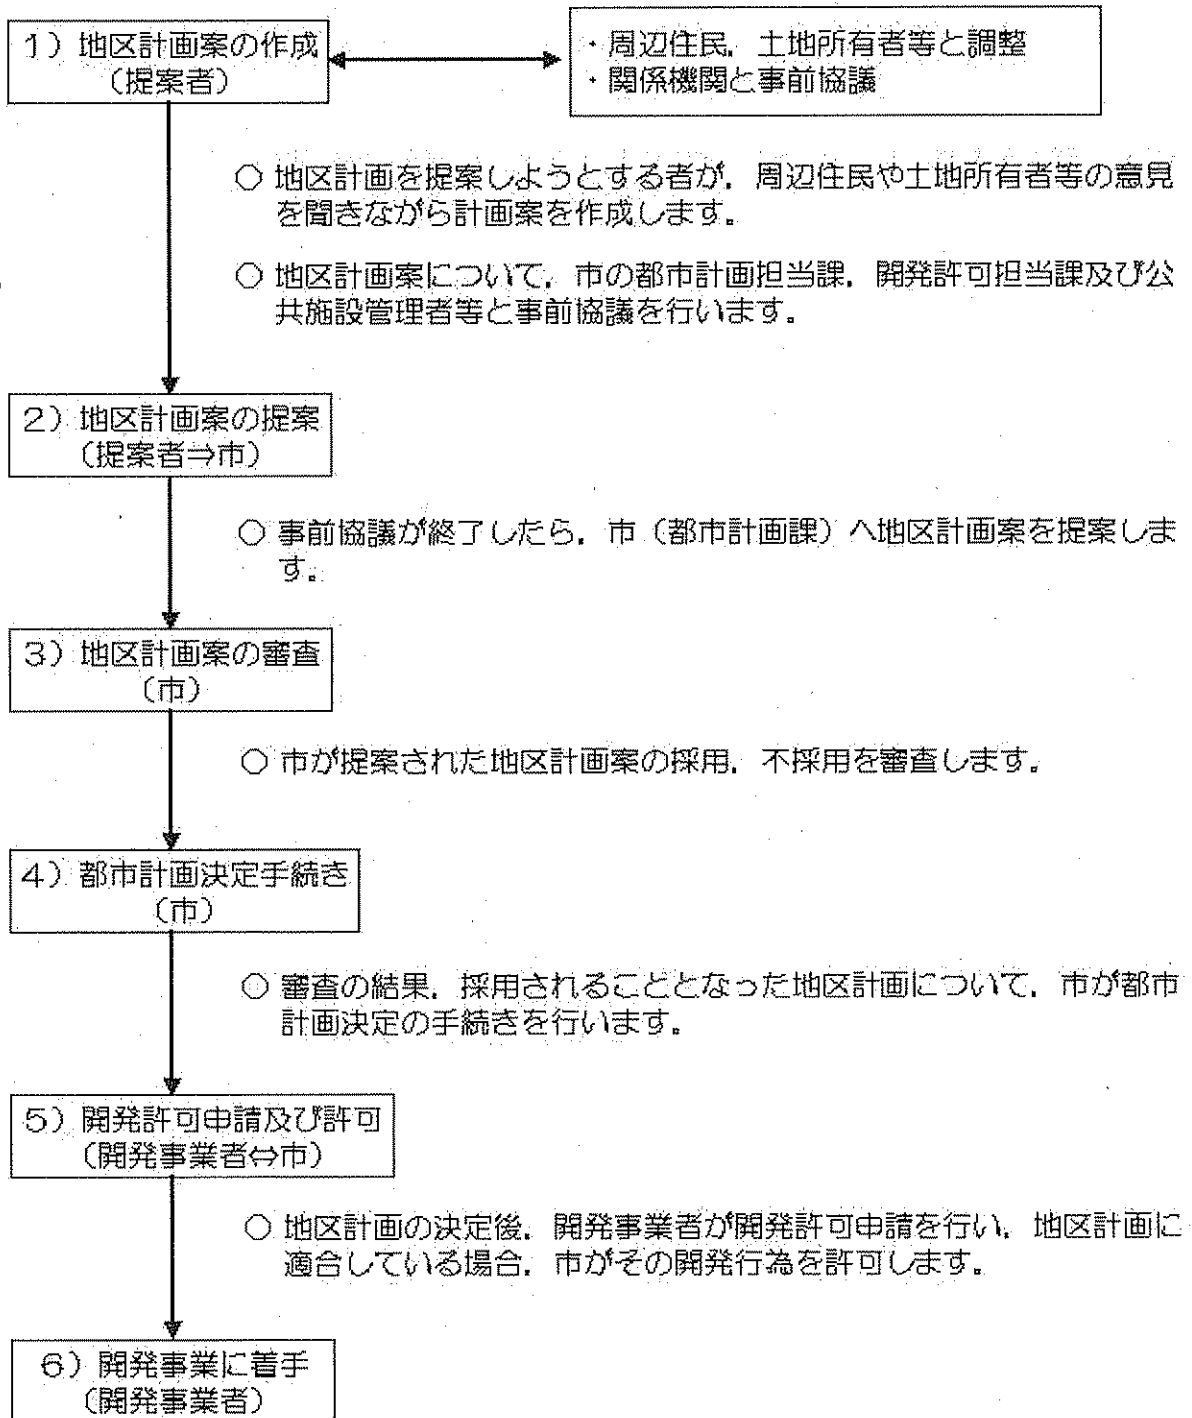 1）地区計画案の作成
（提案者）
・周辺住民，土地所有者等と調整
・関係機関と事前協議
○ 地区計画を提案しようとする者が，周辺住民や土地所有者等の意見
を聞きながら計画案を作成します。
○ 地区計画案について，市の都市計画担当課，開発許可担当課及び公
共施設管理者等と事前協議を行います。
2）地区計画案の提案
（提案者⇒市）
○ 事前協議が終了したら，市（都市計画課）へ地区計画案を提案しま
す。
3）地区計画案の審査
（市）
○ 市が提案された地区計画案の採用，不採用を審査します。
4）都市計画決定手続き
（市）
○ 審査の結果，採用されることとなった地区計画について，市が都市
計画決定の手続きを行います。
5）開発許可申請及び許可
（開発事業者⇔市）
○ 地区計画の決定後，開発事業者が開発許可申請を行い，地区計画に
適合している場合，市がその開発行為を許可します。
6）開発事業に着手
（開発事業者）